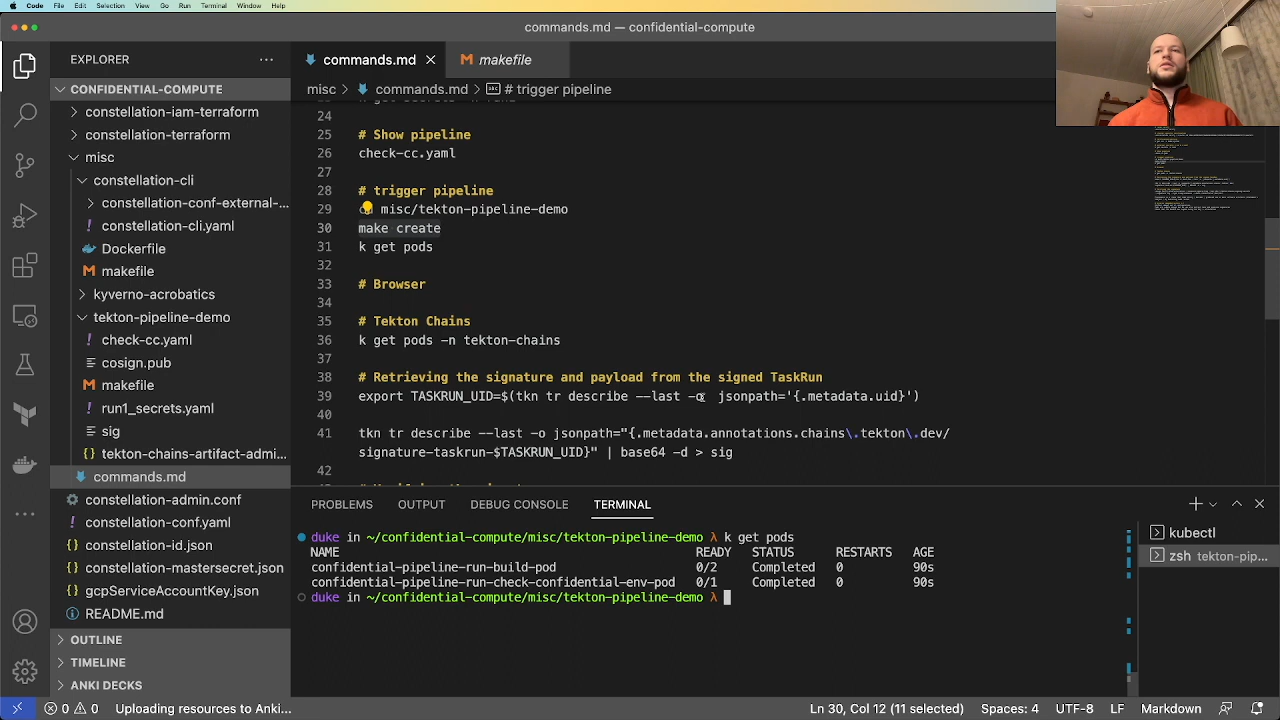 Code File Edit Selection View Go Run Terminal Window Help
commands.md — confidential-compute
EXPLORER
commands.md
makefile
CONFIDENTIAL-COMPUTE
misc > commands.md > # trigger pipeline
constellation-iam-terraform
constellation-terraform
misc
constellation-cli
constellation-conf-external-...
constellation-cli.yaml
Dockerfile
makefile
kyverno-acrobatics
tekton-pipeline-demo
check-cc.yaml
cosign.pub
makefile
run1_secrets.yaml
sig
tekton-chains-artifact-admi...
commands.md
constellation-admin.conf
constellation-conf.yaml
constellation-id.json
constellation-mastersecret.json
gcpServiceAccountKey.json
README.md
OUTLINE
TIMELINE
ANKI DECKS
24
25 # Show pipeline
26 check-cc.yaml
27
28 # trigger pipeline
29 misc/tekton-pipeline-demo
30 make create
31 k get pods
32
33 # Browser
34
35 # Tekton Chains
36 k get pods -n tekton-chains
37
38 # Retrieving the signature and payload from the signed TaskRun
39 export TASKRUN_UID=$(tkn tr describe --last -o jsonpath='{.metadata.uid}')
40
41 tkn tr describe --last -o jsonpath="{.metadata.annotations.chains\.tekton\.dev/
signature-taskrun-$TASKRUN_UID}" | base64 -d > sig
42
PROBLEMS OUTPUT DEBUG CONSOLE TERMINAL
duke in ~/confidential-compute/misc/tekton-pipeline-demo λ k get pods
NAME READY STATUS RESTARTS AGE
confidential-pipeline-run-build-pod 0/2 Completed 0 90s
confidential-pipeline-run-check-confidential-env-pod 0/1 Completed 0 90s
duke in ~/confidential-compute/misc/tekton-pipeline-demo λ
kubectl
zsh tekton-pip...
0 0 Uploading resources to Anki... Ln 30, Col 12 (11 selected) Spaces: 4 UTF-8 LF Markdown